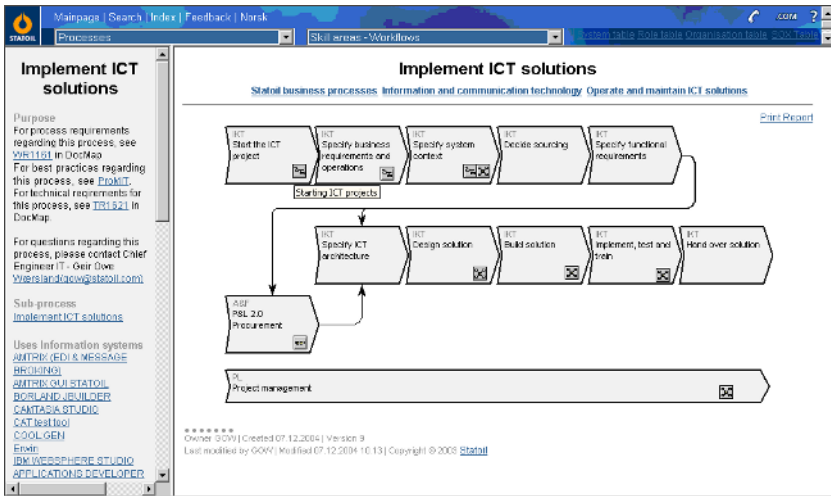 Mainpage | Search | Index | Feedback | Norsk
COM ?
STATOIL
Processes
Skill areas - Workflows
System table Role table Organisation table SOX Table
Implement ICT
solutions
Purpose
For process requirements
regarding this process, see
WR1161 in DocMap
For best practices regarding
this process, see ProMIT.
For technical reqirements for
this process, see TR1621 in
DocMap.
For questions regarding this
process, please contact Chief
Engineer IT - Geir Owe
Wærsland(gow@statoil.com)
Sub-process
Implement ICT solutions
Uses Information systems
AMTRIX (EDI & MESSAGE
BROKING)
AMTRIX GUI STATOIL
BORLAND JBUILDER
CAMTASIA STUDIO
CAT test tool
COOL:GEN
Erwin
IBM WEBSPHERE STUDIO
APPLICATIONS DEVELOPER
Implement ICT solutions
Statoil business processes Information and communication technology Operate and maintain ICT solutions
Print Report
IKT
Start the ICT
project
IKT
Specify business
requirements and
operations
IKT
Specify system
context
IKT
Decide sourcing
IKT
Specify functional
requirements
Starting ICT projects
IKT
Specify ICT
architecture
IKT
Design solution
IKT
Build solution
IKT
Implement, test and
train
IKT
Hand over solution
A&F
P&L 2.0
Procurement
PL
Project management
Owner GOW | Created 07.12.2004 | Version 9
Last modified by GOW | Modified 07.12.2004 10:13 | Copyright © 2003 Statoil